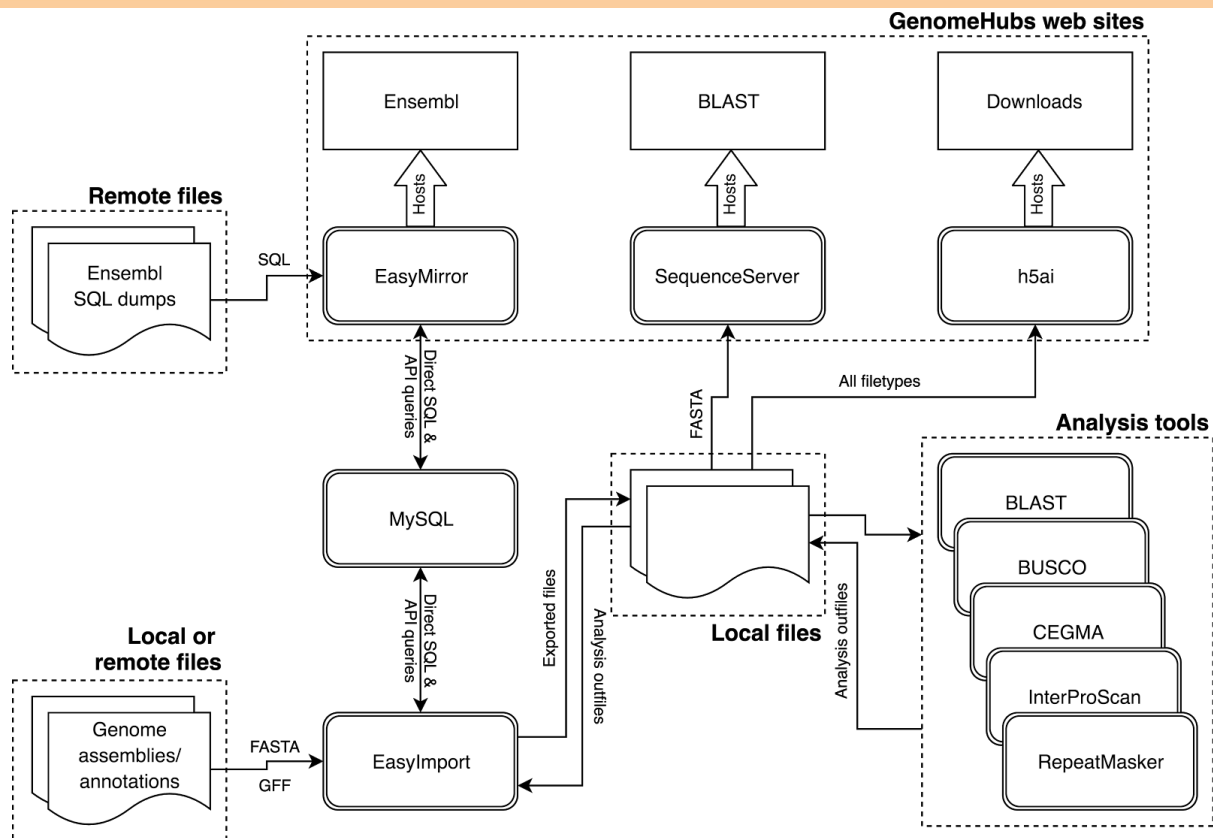 GenomeHubs web sites
Ensembl
BLAST
Downloads
Hosts
Hosts
Hosts
Remote files
Ensembl
SQL dumps
SQL
EasyMirror
SequenceServer
h5ai
Direct SQL &
API queries
FASTA
All filetypes
Analysis tools
MySQL
BLAST
BUSCO
CEGMA
InterProScan
RepeatMasker
Local files
Exported files
Analysis outfiles
Analysis outfiles
Direct SQL &
API queries
Local or
remote files
Genome
assemblies/
annotations
FASTA
GFF
EasyImport